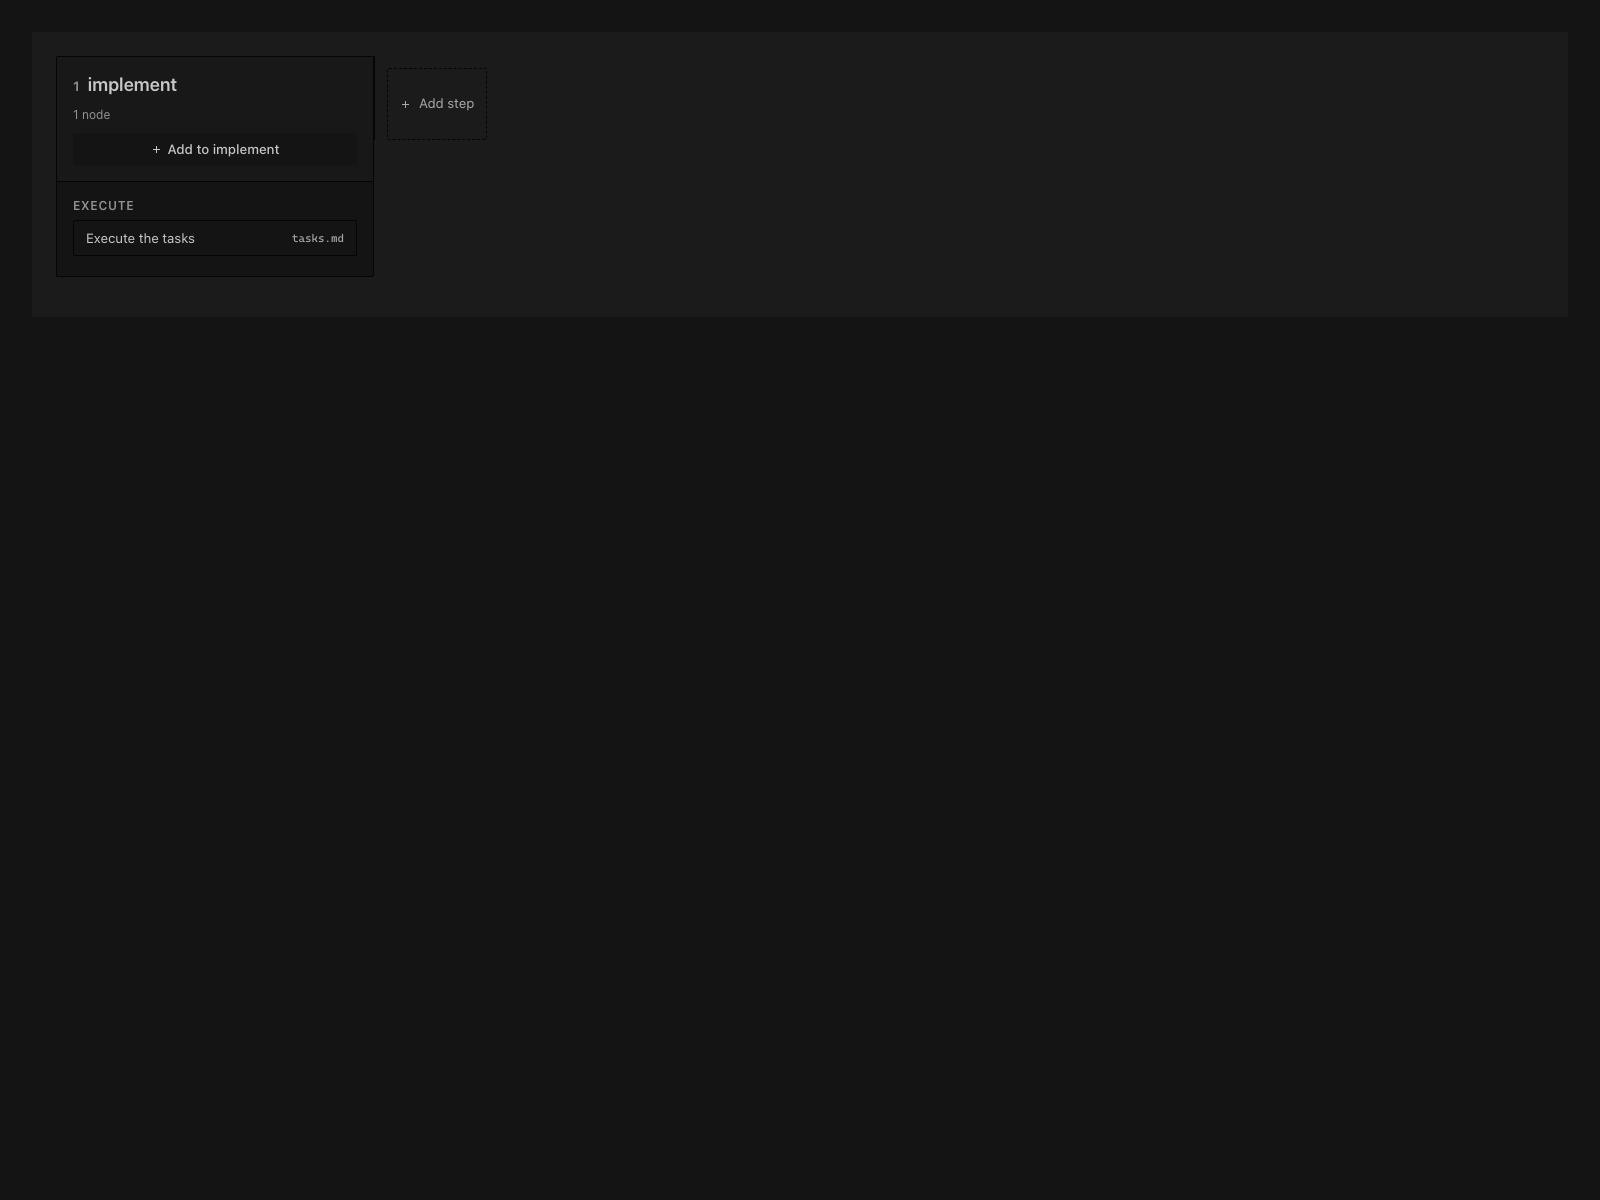 1 implement
1 node
+ Add to implement
EXECUTE
Execute the tasks tasks.md
+ Add step